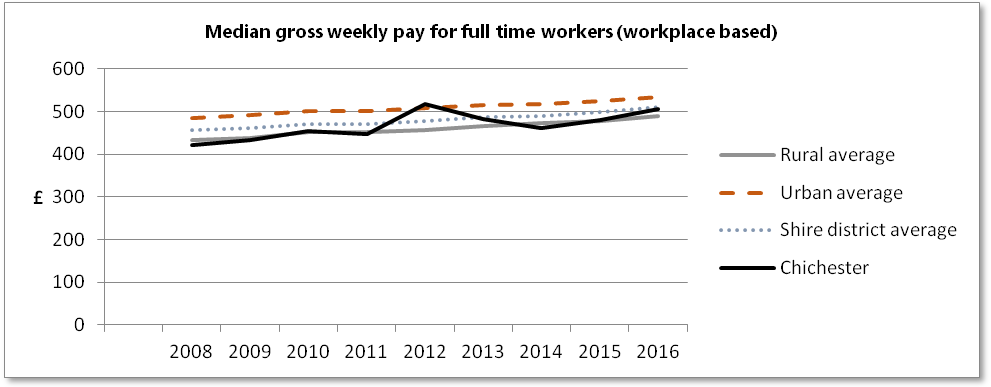 Median gross weekly pay for full time workers (workplace based)
600
500
400
300
200
100
0
£
2008 2009 2010 2011 2012 2013 2014 2015 2016
Rural average
Urban average
Shire district average
Chichester